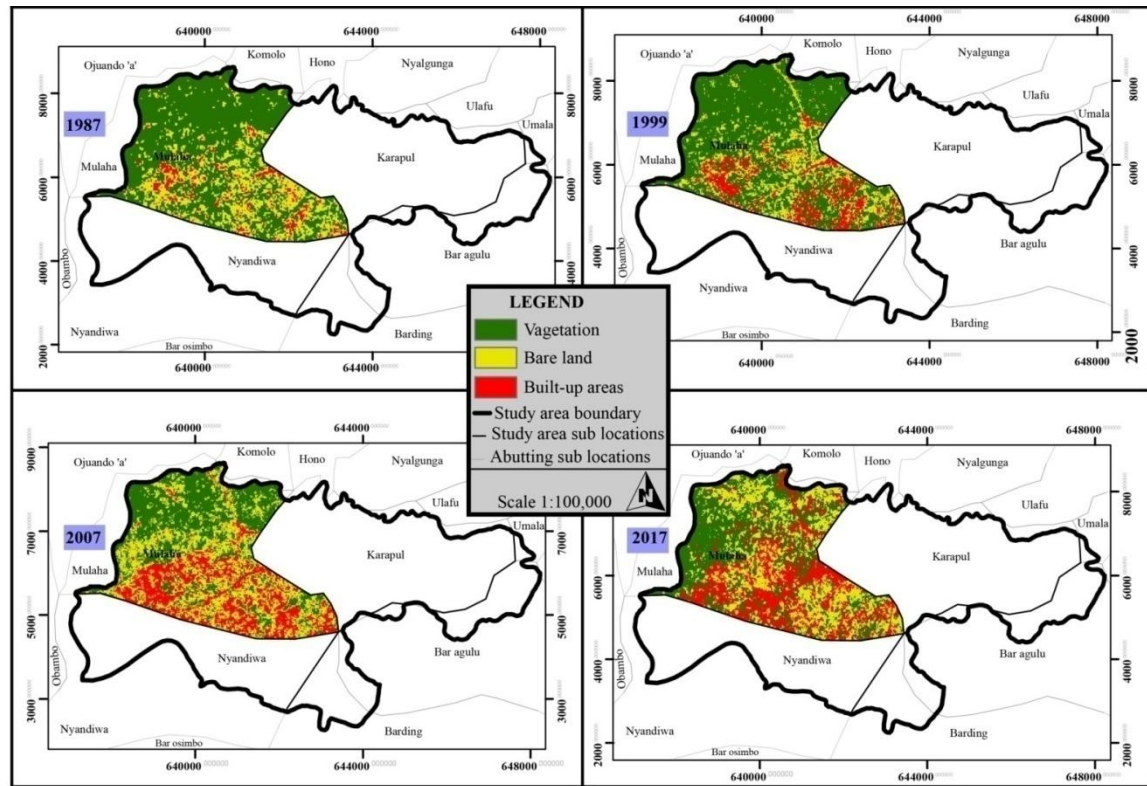 640000
644000
648000
Ojuando 'a'
Komolo
Hono
Nyalgunga
8000
Ulafu
1987
Umala
Mulaha
Mulaha
Karapul
6000
Nyandiwa
Bar agulu
4000
Obambo
Nyandiwa
Barding
Bar osimbo
2000
640000
644000
640000
644000
648000
Ojuando 'a'
Komolo
Hono
Nyalgunga
8000
8000
Ulafu
1999
Umala
Mulaha
Mulaha
Karapul
6000
6000
Nyandiwa
Bar agulu
4000
4000
Obambo
Nyandiwa
Barding
Bar osimbo
2000
640000
644000
648000
LEGEND
Vagetation
Bare land
Built-up areas
Study area boundary
Study area sub locations
Abutting sub locations
Scale 1:100,000
N
640000
644000
9000
Ojuando 'a'
Komolo
Hono
Nyalgunga
Ulafu
2007
Umala
7000
7000
Mulaha
Mulaha
Karapul
5000
5000
Nyandiwa
Bar agulu
Obambo
3000
3000
Nyandiwa
Barding
Bar osimbo
640000
644000
648000
640000
644000
648000
Ojuando 'a'
Komolo
Hono
Nyalgunga
8000
8000
Ulafu
2017
Umala
Mulaha
Mulaha
Karapul
6000
6000
Nyandiwa
Bar agulu
4000
4000
Obambo
Nyandiwa
Barding
Bar osimbo
2000
2000
640000
644000
648000